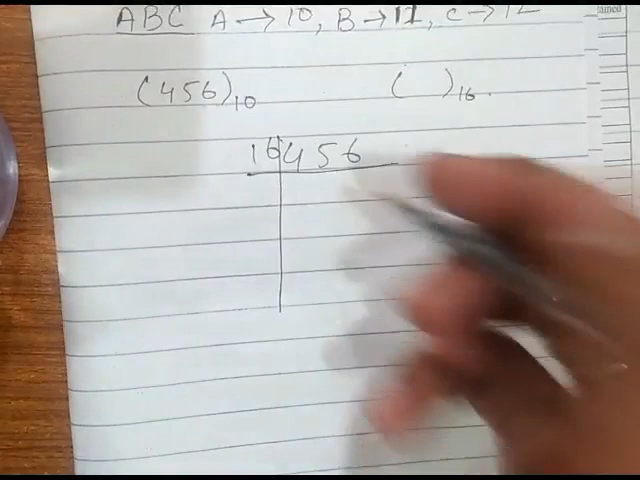 ABC A → 10, B → 11, C → 12
(456)10 ( )16.
16 456